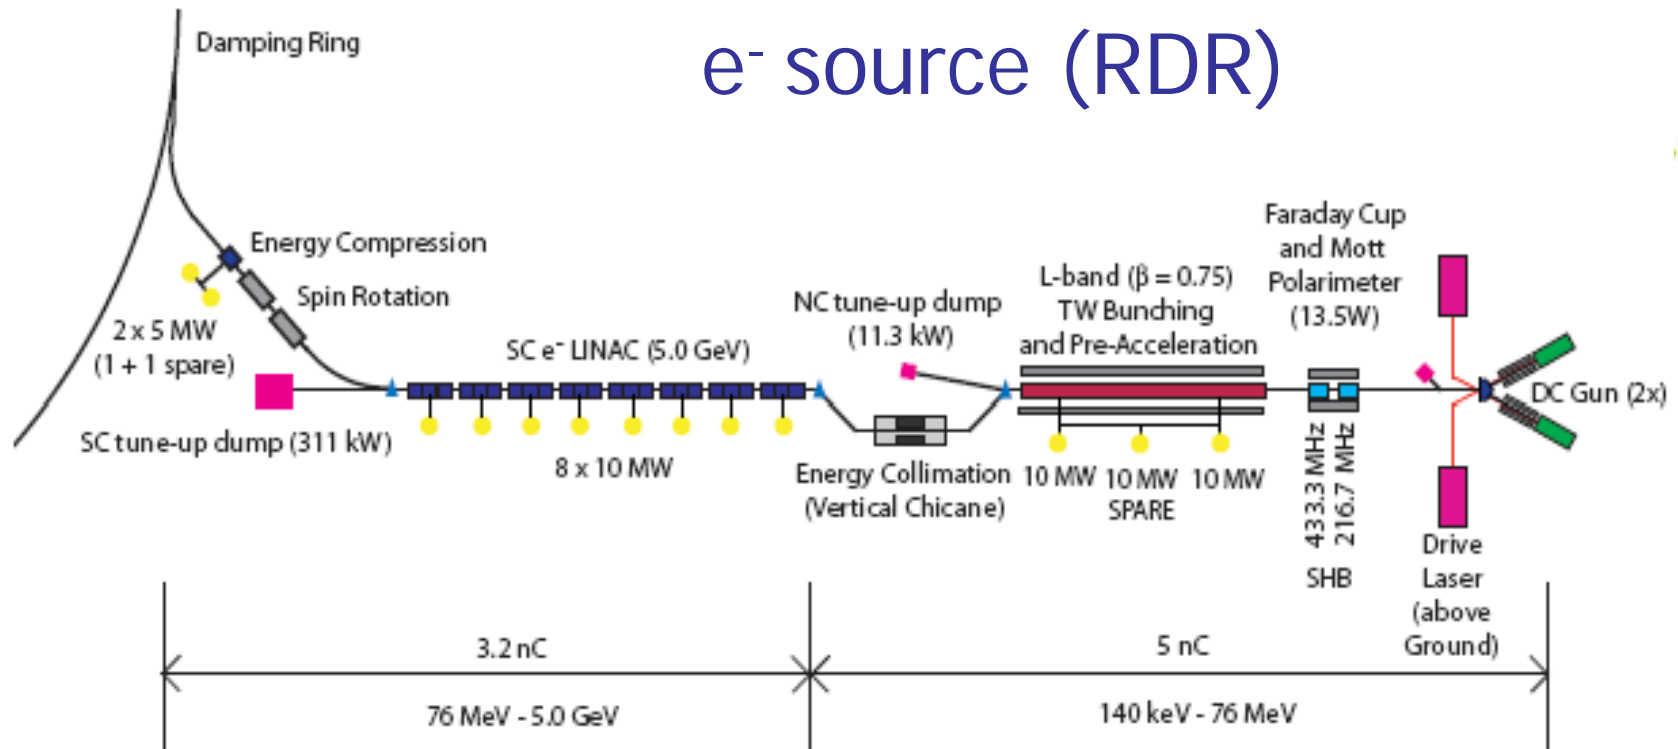 e⁻ source (RDR)
Damping Ring
Energy Compression
Spin Rotation
2 x 5 MW
(1 + 1 spare)
SC tune-up dump (311 kW)
SC e⁻ LINAC (5.0 GeV)
8 x 10 MW
NC tune-up dump
(11.3 kW)
Energy Collimation
(Vertical Chicane)
L-band (β = 0.75)
TW Bunching
and Pre-Acceleration
10 MW
10 MW
SPARE
10 MW
Faraday Cup
and Mott
Polarimeter
(13.5W)
433.3 MHz
216.7 MHz
SHB
DC Gun (2x)
Drive
Laser
(above
Ground)
3.2 nC
5 nC
76 MeV - 5.0 GeV
140 keV - 76 MeV